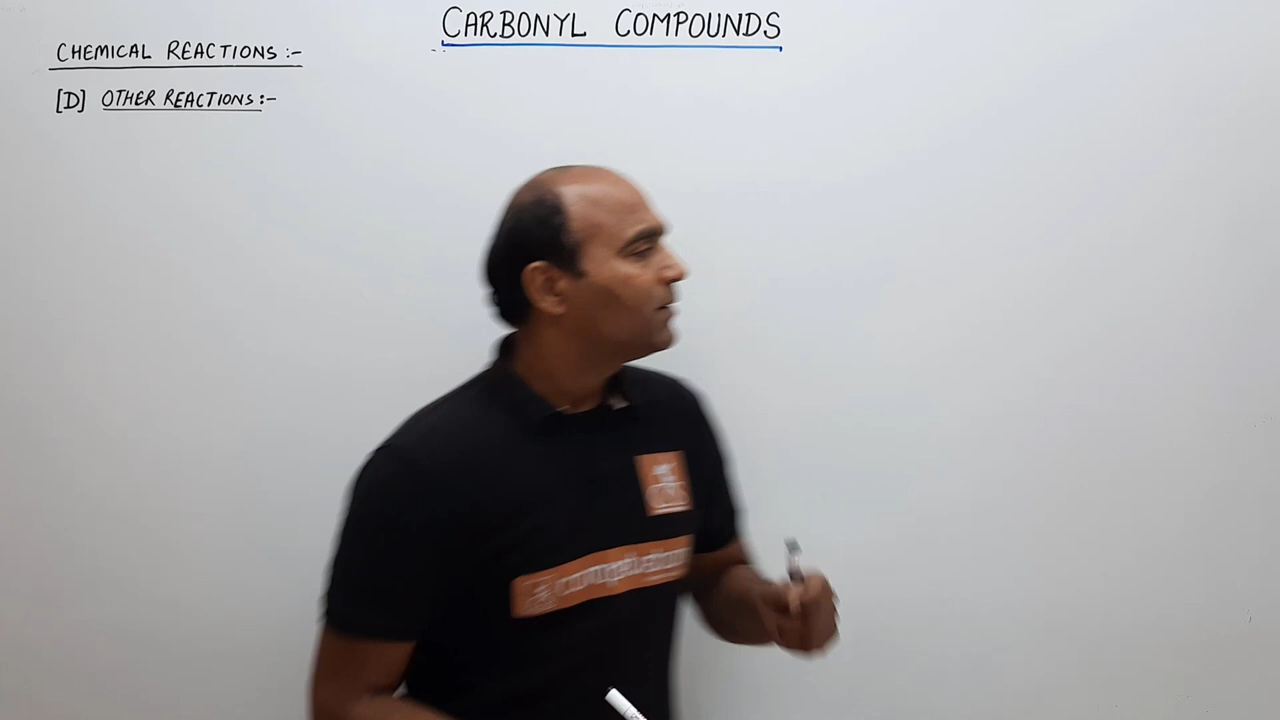 CARBONYL COMPOUNDS
CHEMICAL REACTIONS :-
[D] OTHER REACTIONS :-